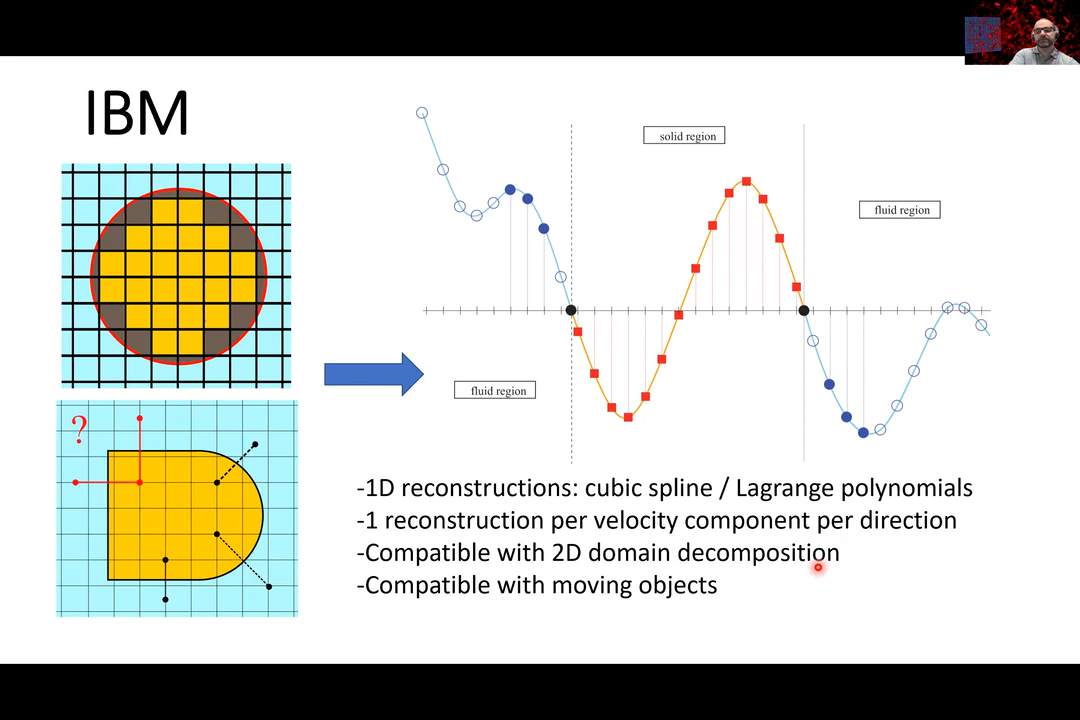 IBM
solid region
fluid region
fluid region
?
-1D reconstructions: cubic spline / Lagrange polynomials
-1 reconstruction per velocity component per direction
-Compatible with 2D domain decomposition
-Compatible with moving objects